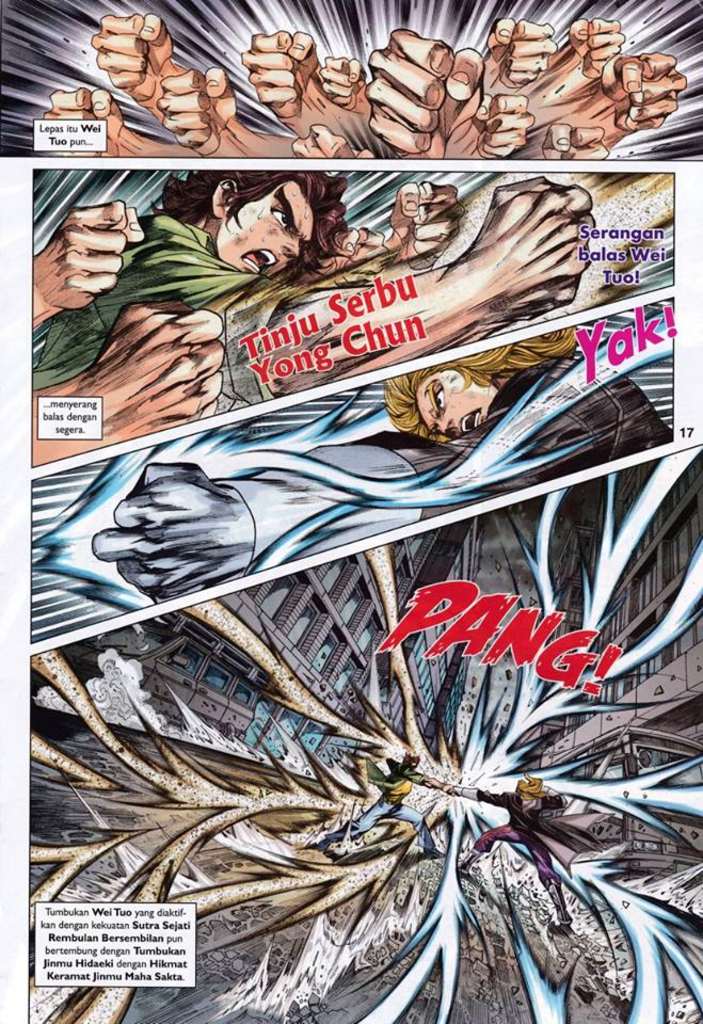 Lepas itu Wei
Tuo pun...
Serangan
balas Wei
Tuo!
Tinju Serbu
Yong Chun
...menyerang
balas dengan
segera.
Yak!
17
PANG!
Tumbukan Wei Tuo yang diaktif-
kan dengan kekuatan Sutra Sejati
Rembulan Bersembilan pun
bertembung dengan Tumbukan
Jinmu Hidaeki dengan Hikmat
Keramat Jinmu Maha Sakta.